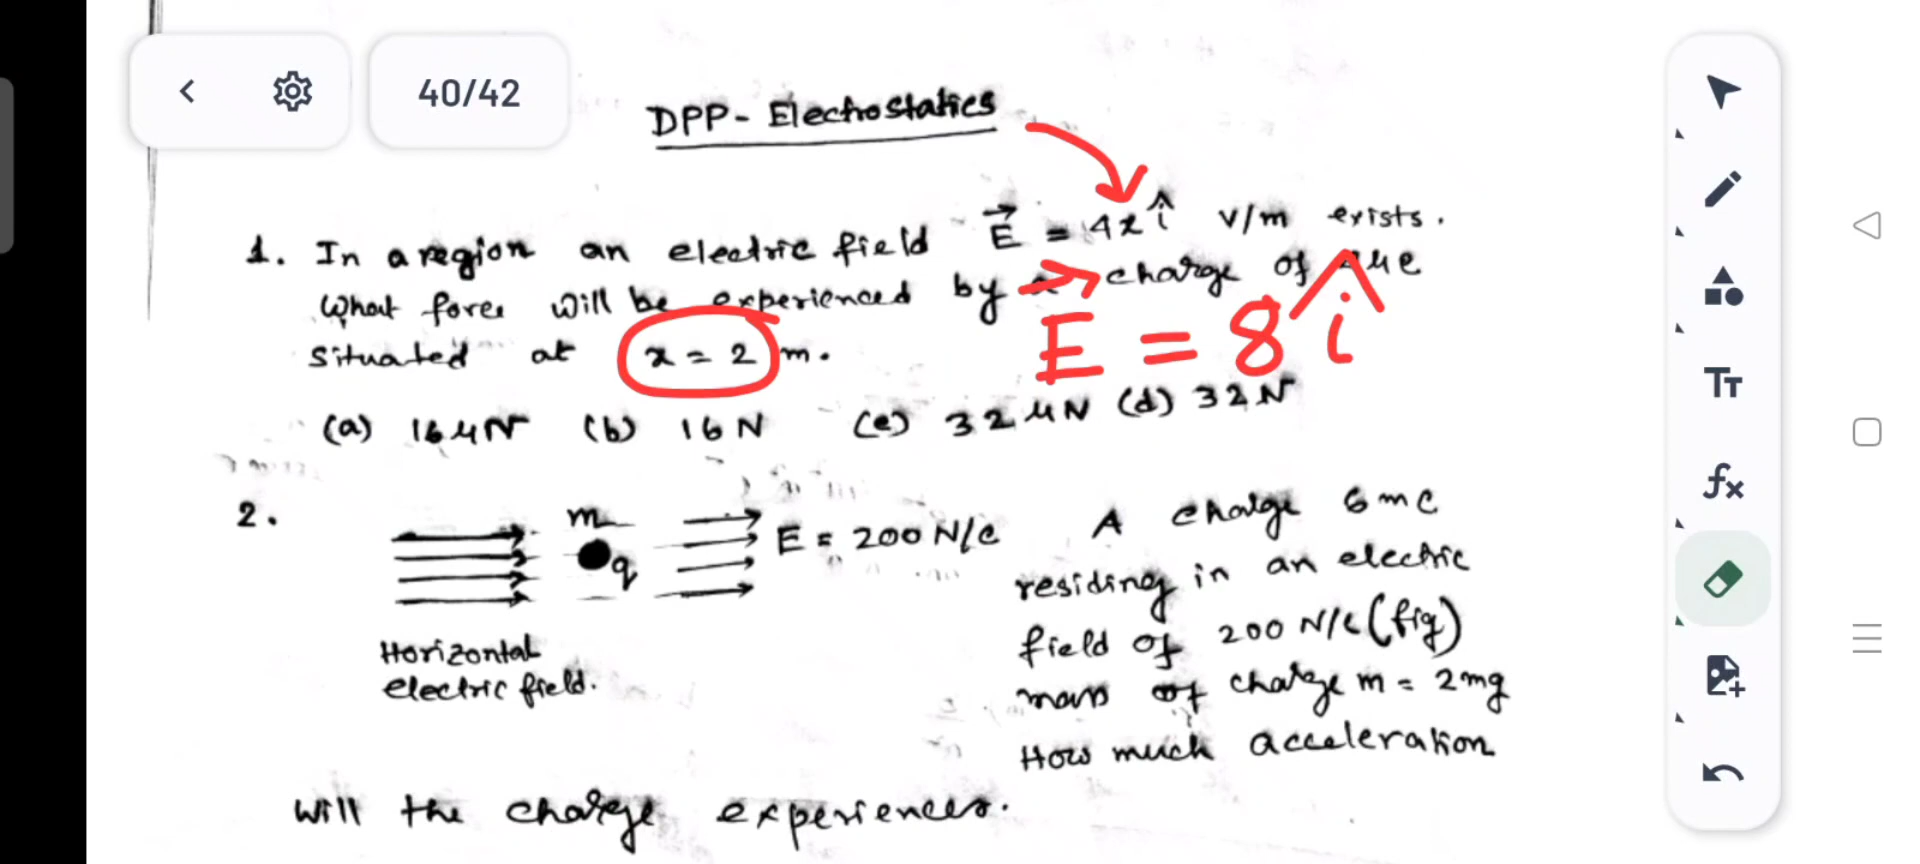 40/42
DPP - Electrostatics
1. In a region an electric field E⃗ = 4x î v/m exists.
What force will be experienced by charge of μc
E⃗ = 8 î
situated at x = 2 m.
(a) 16 μN (b) 16 N (c) 32 μN (d) 32 N
2.
m
q
E = 200 N/C
Horizontal
electric field.
A charge 6 mc
residing in an electric
field of 200 N/C (fig)
mass of charge m = 2mg
How much acceleration
will the charge experiences.
Tт
fx